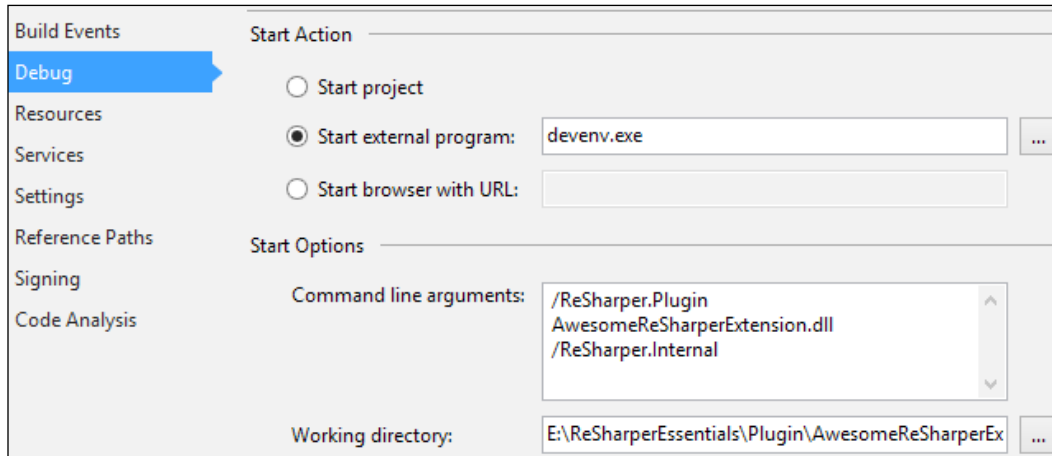 Build Events
Start Action
Debug
Start project
Resources
Start external program: devenv.exe ...
Services
Settings
Start browser with URL:
Reference Paths
Start Options
Signing
Command line arguments: /ReSharper.Plugin
Code Analysis
AwesomeReSharperExtension.dll
/ReSharper.Internal
Working directory: E:\ReSharperEssentials\Plugin\AwesomeReSharperEx ...